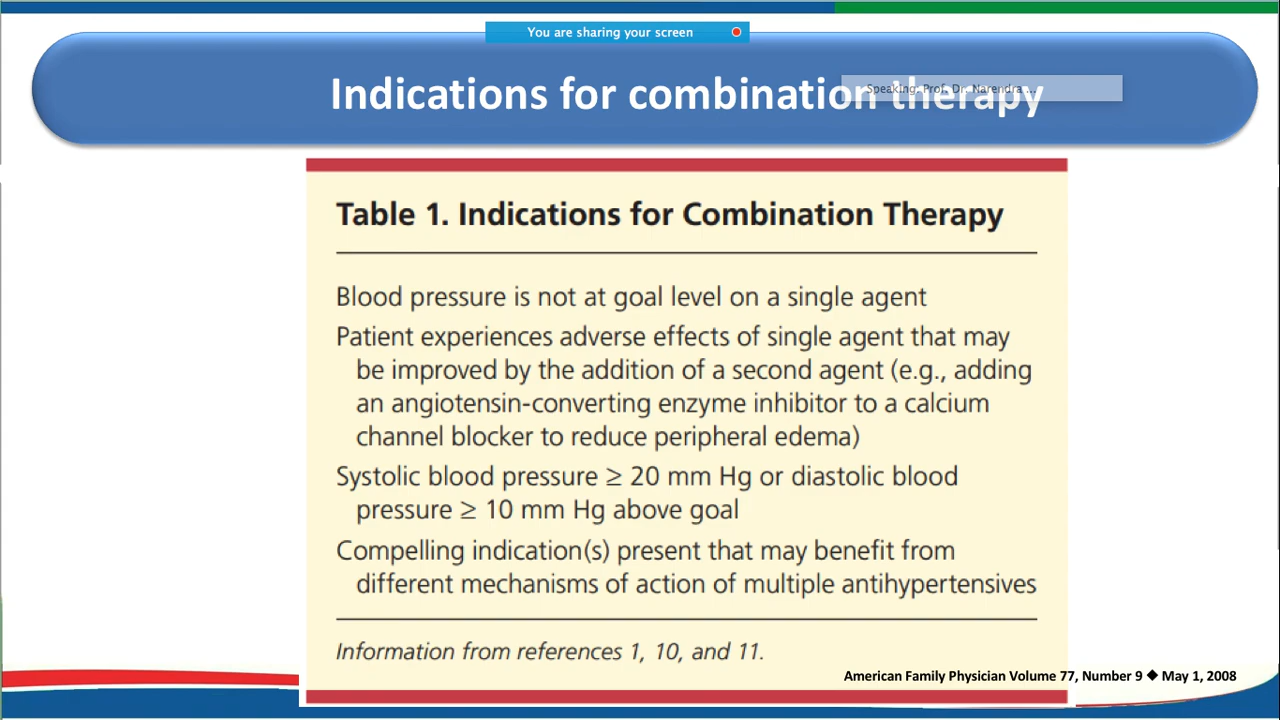 You are sharing your screen
Indications for combination therapy
Speaking: Prof. Dr. Narendra ...
Table 1. Indications for Combination Therapy
Blood pressure is not at goal level on a single agent
Patient experiences adverse effects of single agent that may
be improved by the addition of a second agent (e.g., adding
an angiotensin-converting enzyme inhibitor to a calcium
channel blocker to reduce peripheral edema)
Systolic blood pressure ≥ 20 mm Hg or diastolic blood
pressure ≥ 10 mm Hg above goal
Compelling indication(s) present that may benefit from
different mechanisms of action of multiple antihypertensives
Information from references 1, 10, and 11.
American Family Physician Volume 77, Number 9 ◆ May 1, 2008